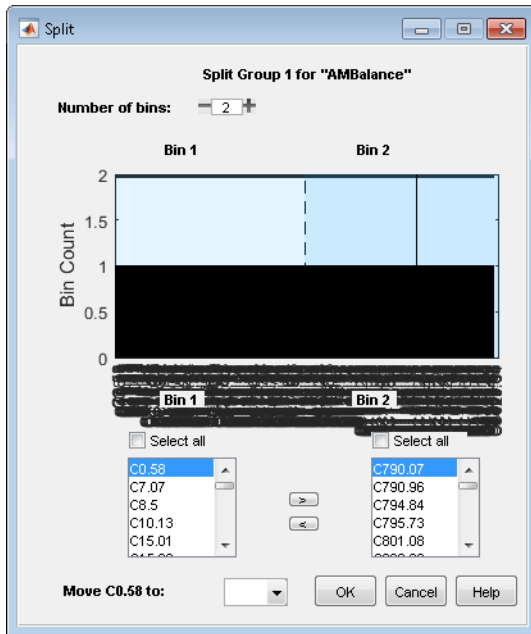 Split
Split Group 1 for "AMBalance"
Number of bins: 2
Bin 1 Bin 2
2
1.5
1
0.5
0
Bin Count
Bin 1 Bin 2
Select all Select all
C0.58 C790.07
C7.07 C790.96
C8.5 C794.84
C10.13 C795.73
C15.01 C801.08
Move C0.58 to:
OK Cancel Help